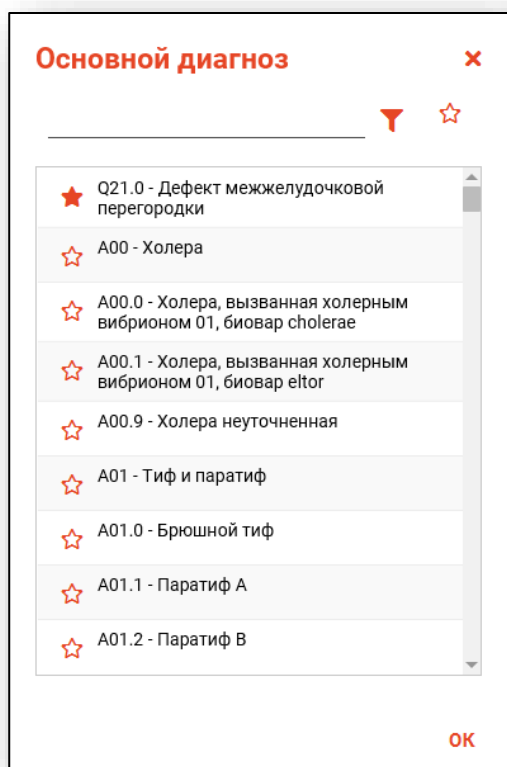 Основной диагноз
Q21.0 - Дефект межжелудочковой
перегородки
A00 - Холера
A00.0 - Холера, вызванная холерным
вибрионом 01, биовар cholerae
A00.1 - Холера, вызванная холерным
вибрионом 01, биовар eltor
A00.9 - Холера неуточненная
A01 - Тиф и паратиф
A01.0 - Брюшной тиф
A01.1 - Паратиф A
A01.2 - Паратиф B
ОК